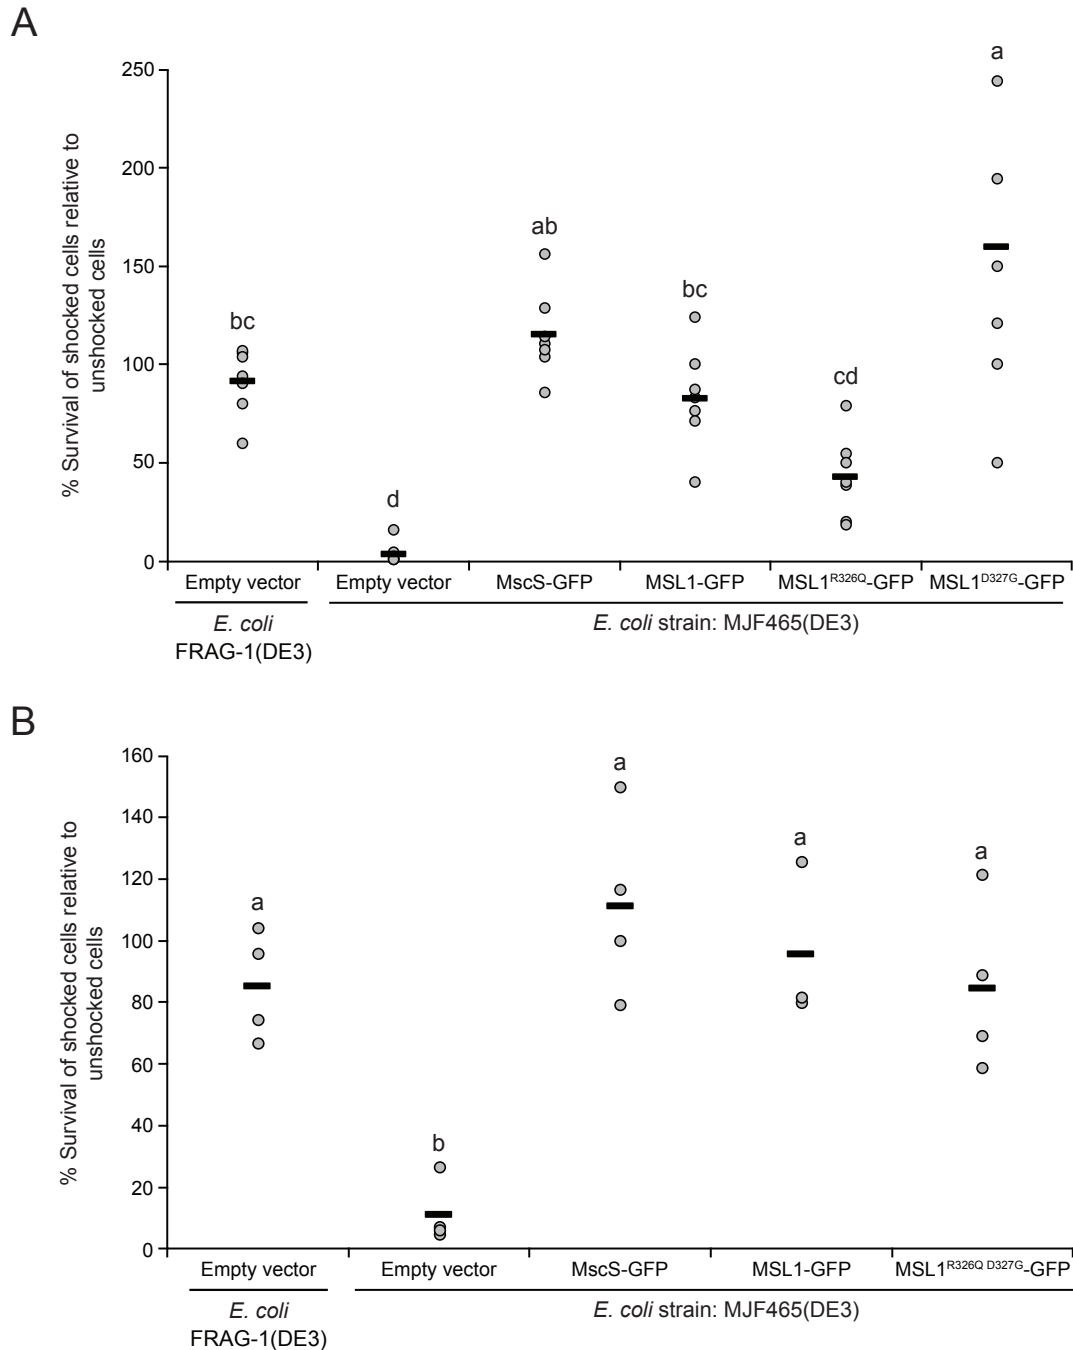 A
% Survival of shocked cells relative to
unshocked cells
250
200
150
100
50
0
bc
d
ab
bc
cd
a
Empty vector
Empty vector
MscS-GFP
MSL1-GFP
MSL1R326Q-GFP
MSL1D327G-GFP
E. coli
FRAG-1(DE3)
E. coli strain: MJF465(DE3)
B
% Survival of shocked cells relative to
unshocked cells
160
140
120
100
80
60
40
20
0
a
b
a
a
a
Empty vector
Empty vector
MscS-GFP
MSL1-GFP
MSL1R326Q D327G-GFP
E. coli
FRAG-1(DE3)
E. coli strain: MJF465(DE3)